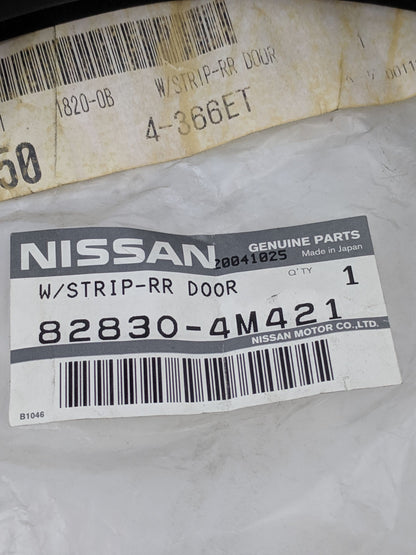 1820-0B
W/STRIP-RR DOOR
1
50
4-366ET
NISSAN
20041025
GENUINE PARTS
Made in Japan
W/STRIP-RR DOOR
Q'TY
1
82830-4M421
NISSAN MOTOR CO.,LTD.
B1046